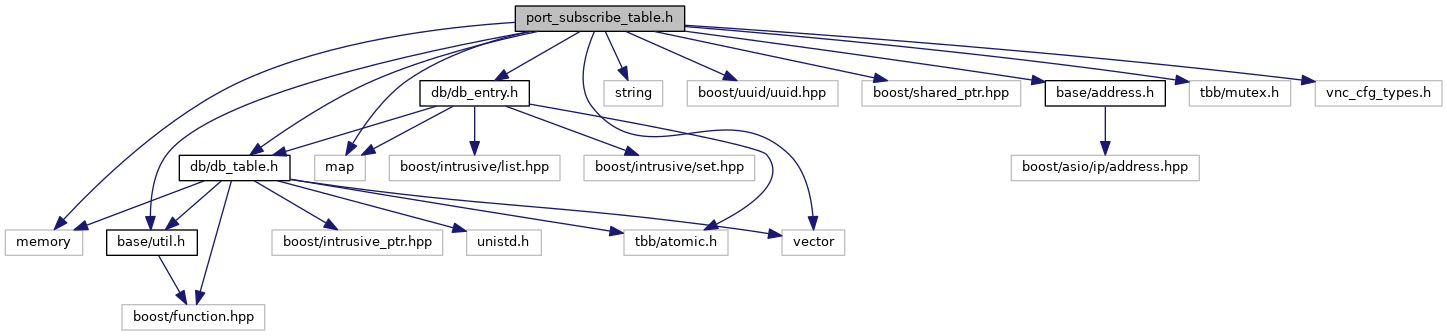 port_subscribe_table.h
db/db_entry.h
string
boost/uuid/uuid.hpp
boost/shared_ptr.hpp
base/address.h
tbb/mutex.h
vnc_cfg_types.h
db/db_table.h
map
boost/intrusive/list.hpp
boost/intrusive/set.hpp
boost/asio/ip/address.hpp
memory
base/util.h
boost/intrusive_ptr.hpp
unistd.h
tbb/atomic.h
vector
boost/function.hpp